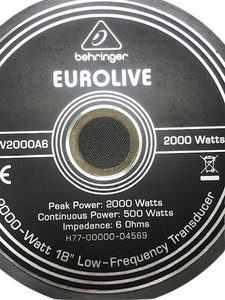 behringer
EUROLIVE
W2000A6
2000 Watts
Peak Power: 2000 Watts
Continuous Power: 500 Watts
Impedance: 6 Ohms
H77-00000-04569
2000-Watt 18" Low-Frequency Transducer